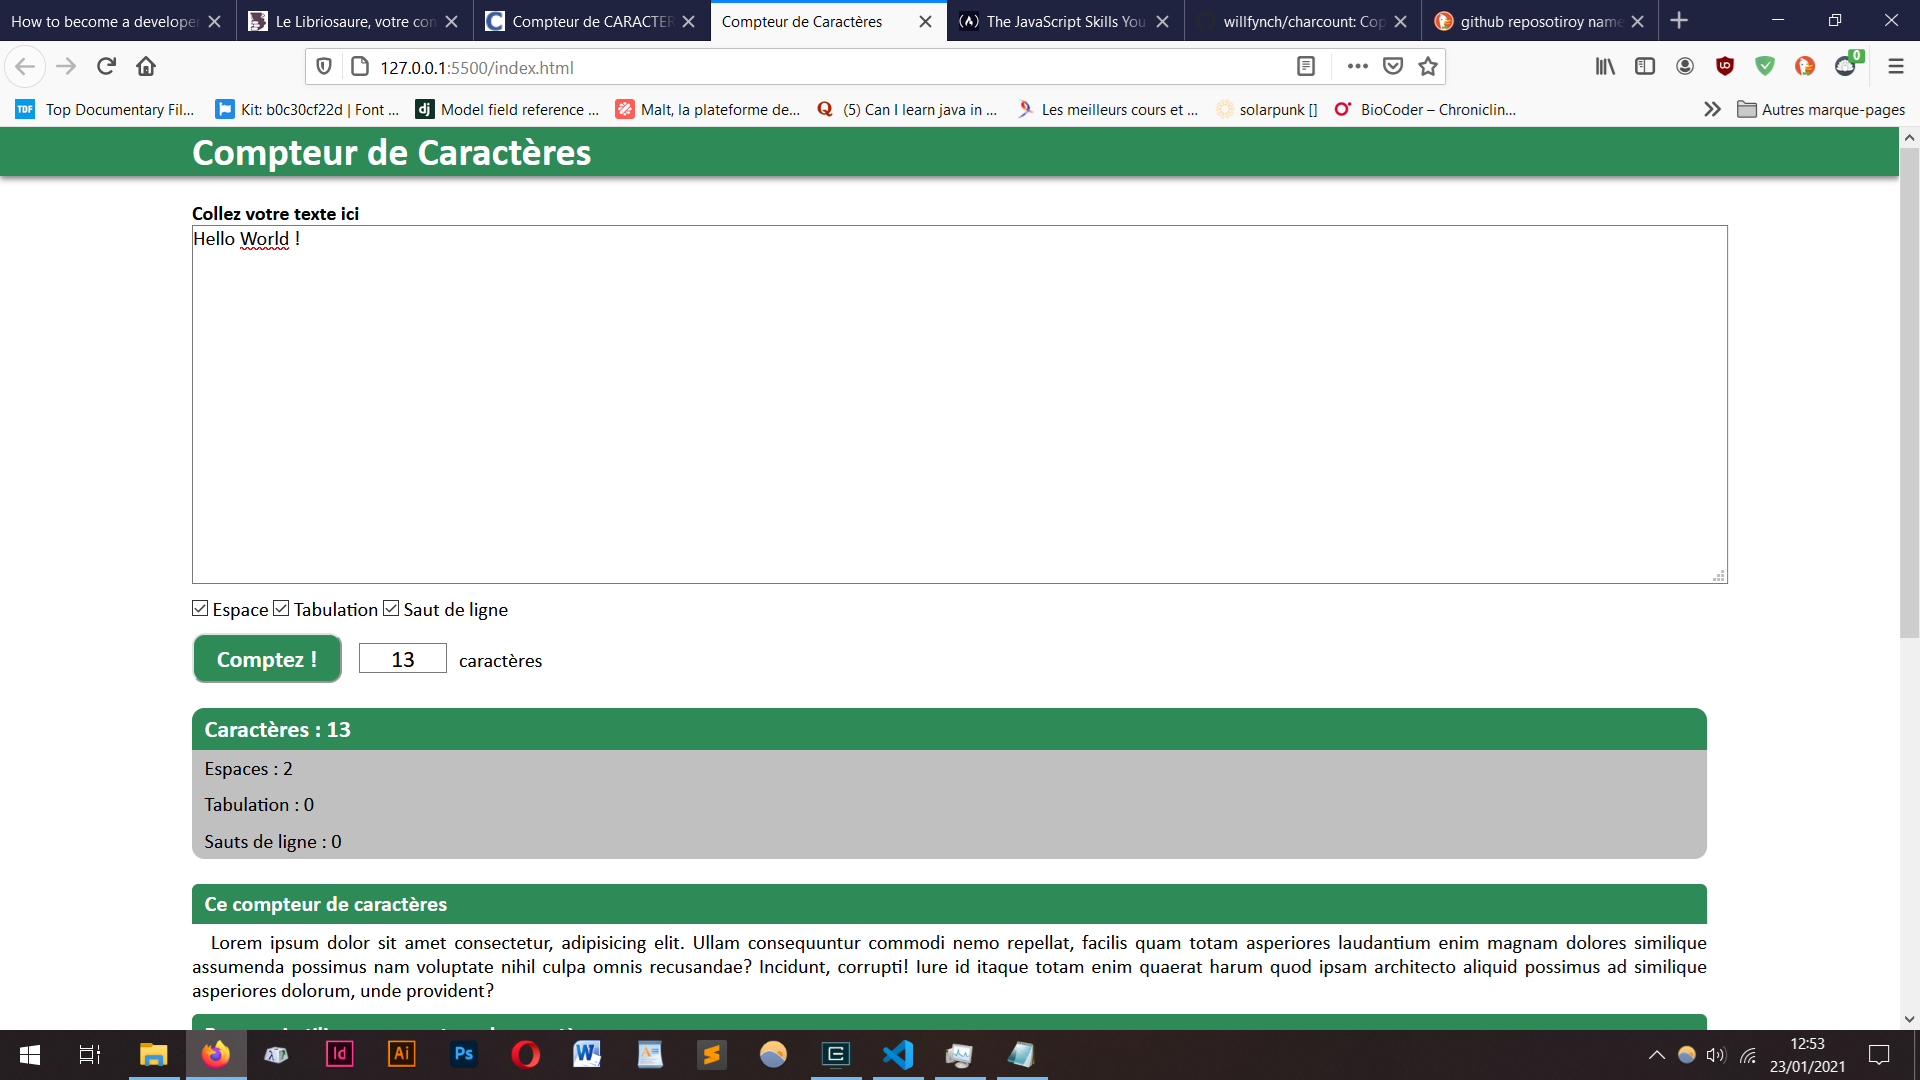 How to become a developer
Le Libriosaure, votre con
Compteur de CARACTER
Compteur de Caractères
The JavaScript Skills You
willfynch/charcount: Cop
github reposotiroy name
127.0.0.1:5500/index.html
0
TDF Top Documentary Fil...
Kit: b0c30cf22d | Font ...
dj Model field reference ...
Malt, la plateforme de...
Q (5) Can I learn java in ...
Les meilleurs cours et ...
solarpunk []
BioCoder – Chroniclin...
Autres marque-pages
Compteur de Caractères
Collez votre texte ici
Hello World !
Espace Tabulation Saut de ligne
Comptez ! 13 caractères
Caractères : 13
Espaces : 2
Tabulation : 0
Sauts de ligne : 0
Ce compteur de caractères
Lorem ipsum dolor sit amet consectetur, adipisicing elit. Ullam consequuntur commodi nemo repellat, facilis quam totam asperiores laudantium enim magnam dolores similique
assumenda possimus nam voluptate nihil culpa omnis recusandae? Incidunt, corrupti! Iure id itaque totam enim quaerat harum quod ipsam architecto aliquid possimus ad similique
asperiores dolorum, unde provident?
Id
Ai
Ps
12:53
23/01/2021